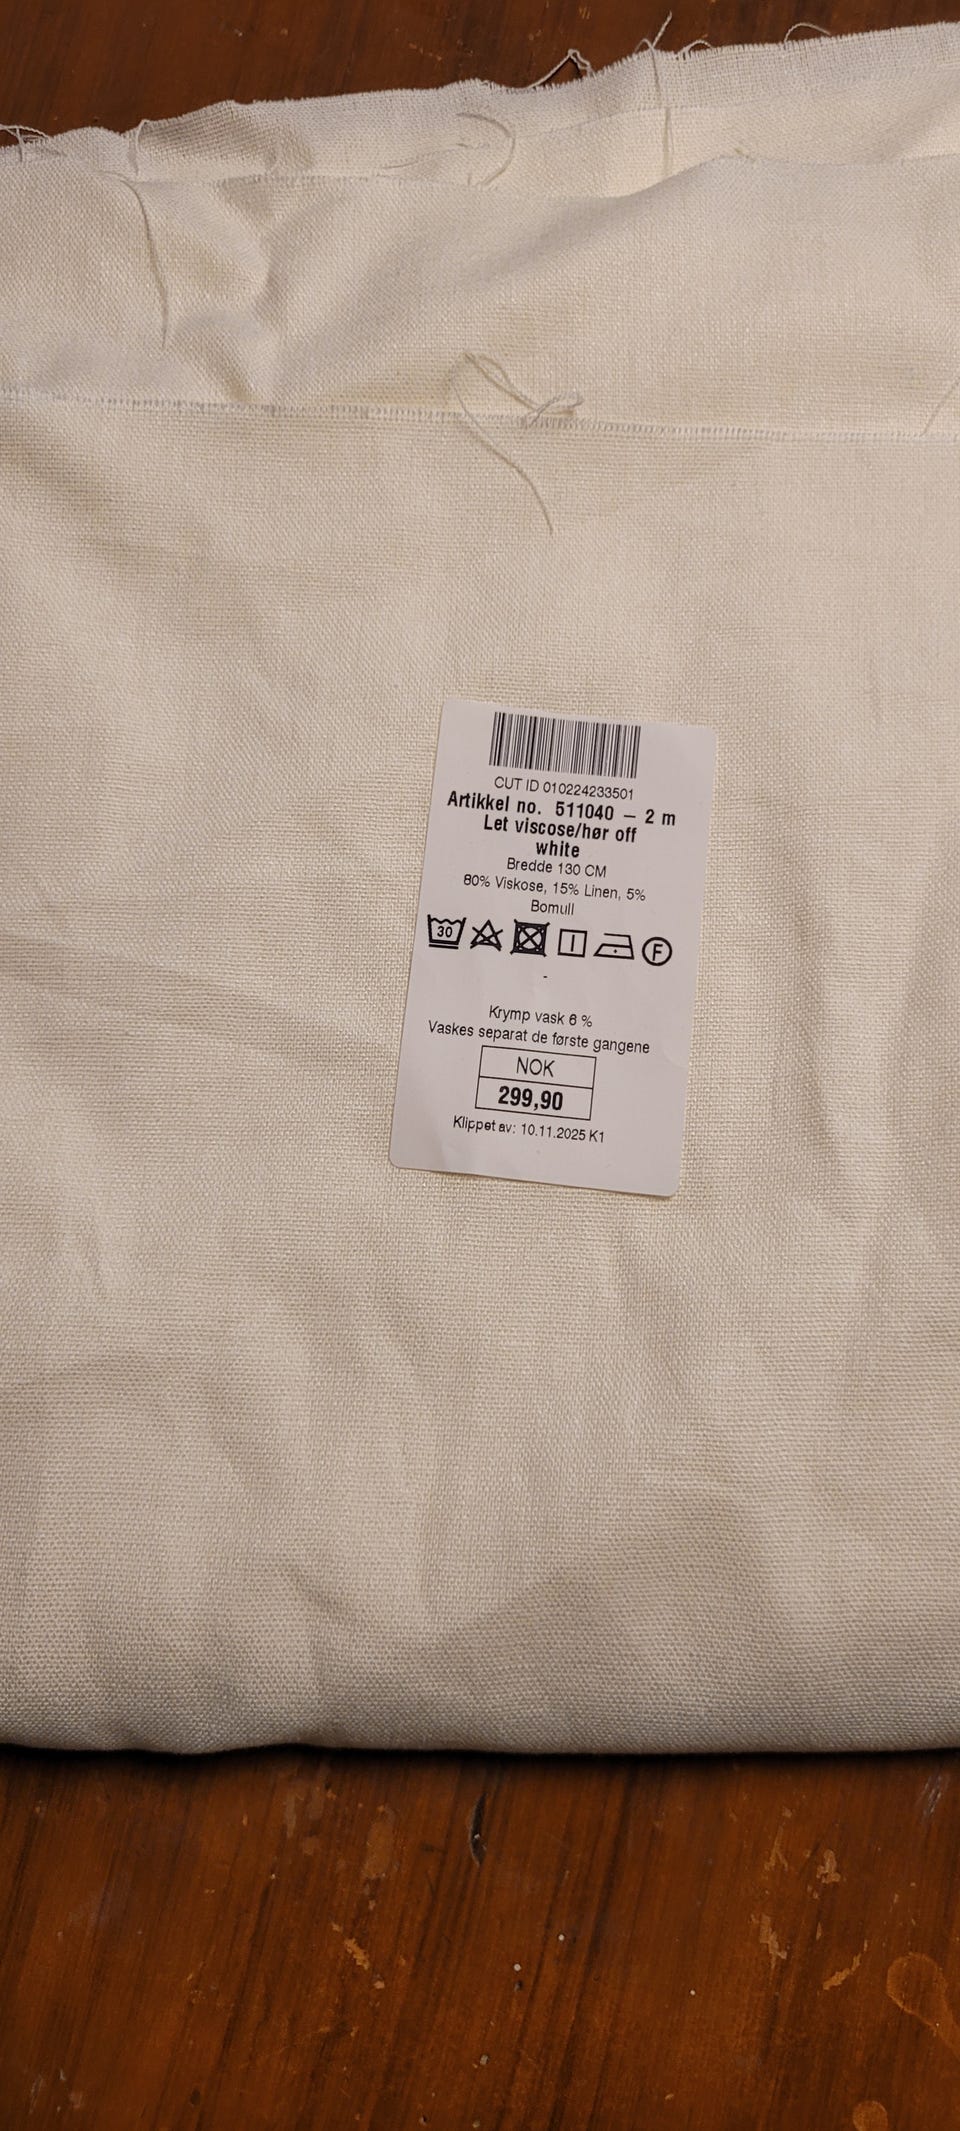 CUT ID 010224233501
Artikkel no. 511040 – 2 m
Let viscose/hør off
white
Bredde 130 CM
80% Viskose, 15% Linen, 5%
Bomull
30 F
-
Krymp vask 6 %
Vaskes separat de første gangene
NOK
299,90
Klippet av: 10.11.2025 K1